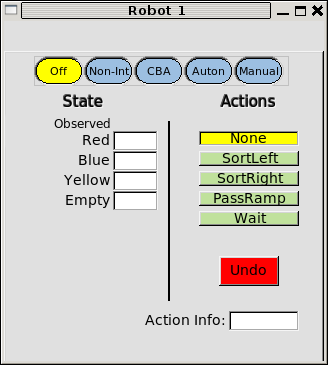 Robot 1
Off Non-Int CBA Auton Manual
State Actions
Observed
Red None
Blue SortLeft
Yellow SortRight
Empty PassRamp
Wait
Undo
Action Info: